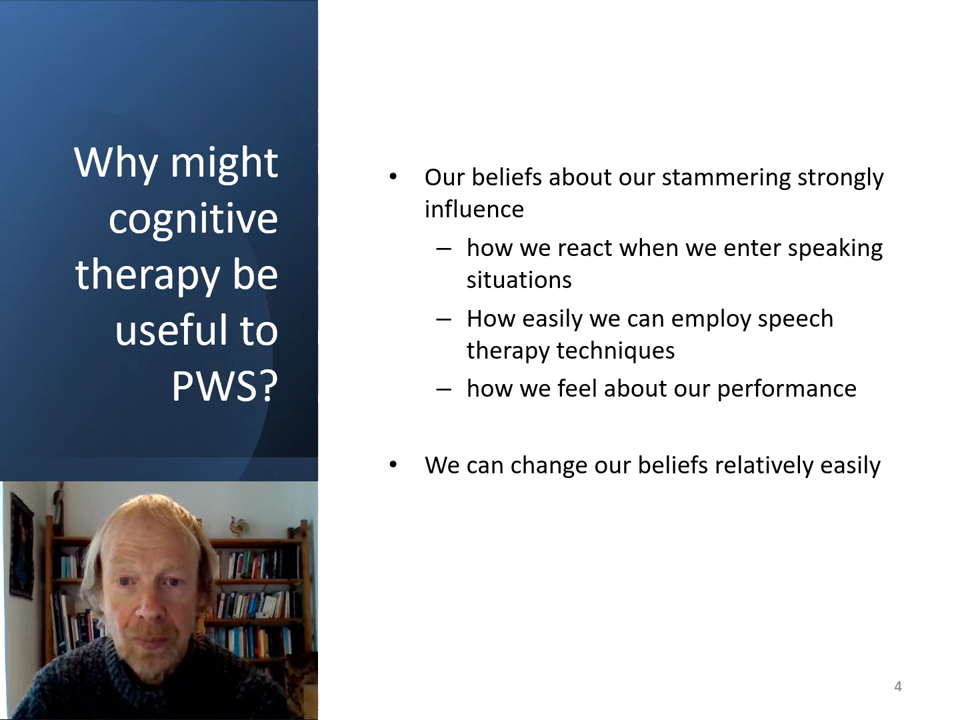 Why might
cognitive
therapy be
useful to
PWS?
• Our beliefs about our stammering strongly
influence
– how we react when we enter speaking
situations
– How easily we can employ speech
therapy techniques
– how we feel about our performance
• We can change our beliefs relatively easily
4